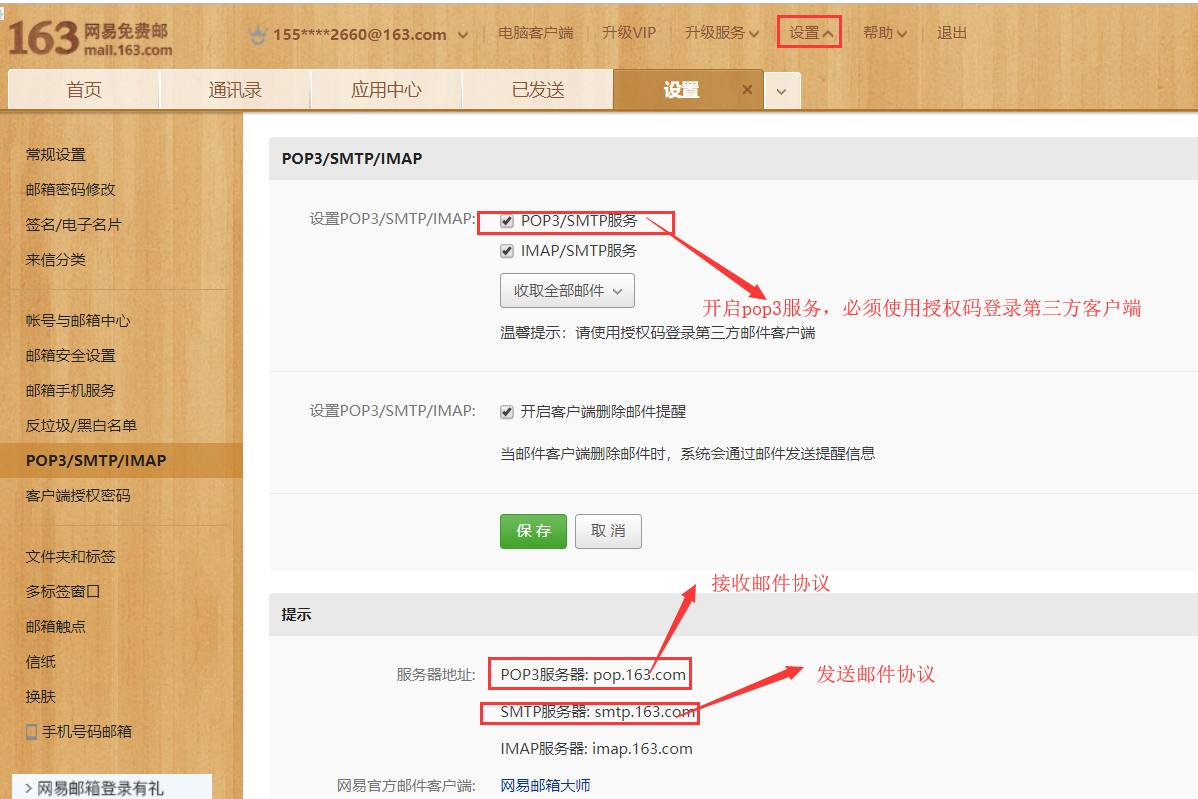 163 网易免费邮
mail.163.com
155****2660@163.com
电脑客户端
升级VIP
升级服务
设置
帮助
退出
首页
通讯录
应用中心
已发送
设置
常规设置
邮箱密码修改
签名/电子名片
来信分类
帐号与邮箱中心
邮箱安全设置
邮箱手机服务
反垃圾/黑白名单
POP3/SMTP/IMAP
客户端授权密码
文件夹和标签
多标签窗口
邮箱触点
信纸
换肤
手机号码邮箱
网易邮箱登录有礼
POP3/SMTP/IMAP
设置POP3/SMTP/IMAP: POP3/SMTP服务
IMAP/SMTP服务
收取全部邮件
开启pop3服务，必须使用授权码登录第三方客户端
温馨提示：请使用授权码登录第三方邮件客户端
设置POP3/SMTP/IMAP: 开启客户端删除邮件提醒
当邮件客户端删除邮件时，系统会通过邮件发送提醒信息
保 存
取 消
接收邮件协议
提示
服务器地址: POP3服务器: pop.163.com
发送邮件协议
SMTP服务器: smtp.163.com
IMAP服务器: imap.163.com
网易官方邮件客户端: 网易邮箱大师